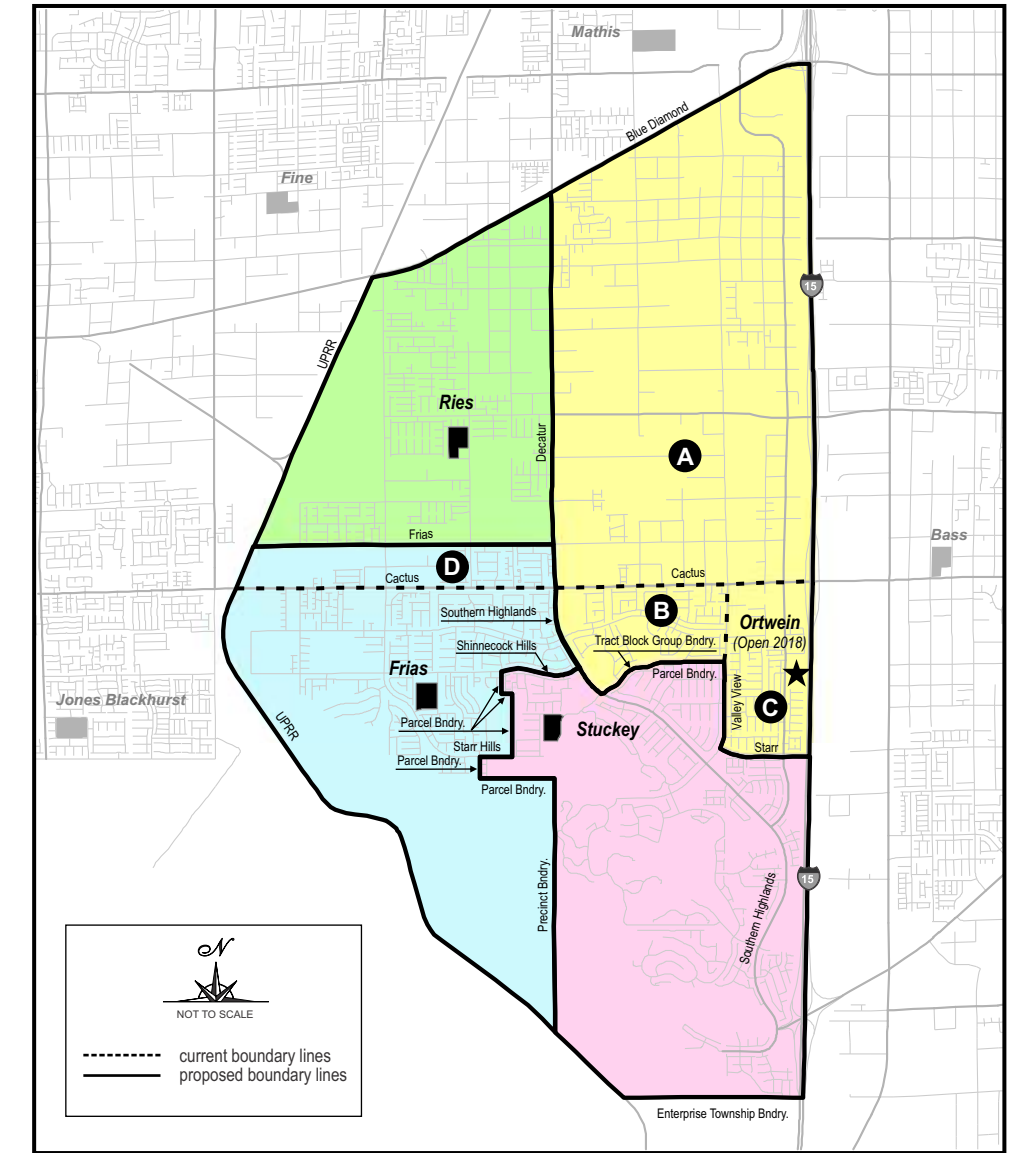 Mathis
Blue Diamond
Fine
15
UPRR
Ries
Decatur
A
Frias
Bass
D
Cactus
Cactus
Southern Highlands
B
Ortwein
(Open 2018)
Tract Block Group Bndry.
Shinnecock Hills
Frias
Parcel Bndry.
Jones Blackhurst
Valley View
C
UPRR
Parcel Bndry.
Stuckey
Starr Hills
Starr
Parcel Bndry.
Parcel Bndry.
15
Precinct Bndry.
Southern Highlands
N
NOT TO SCALE
current boundary lines
proposed boundary lines
Enterprise Township Bndry.